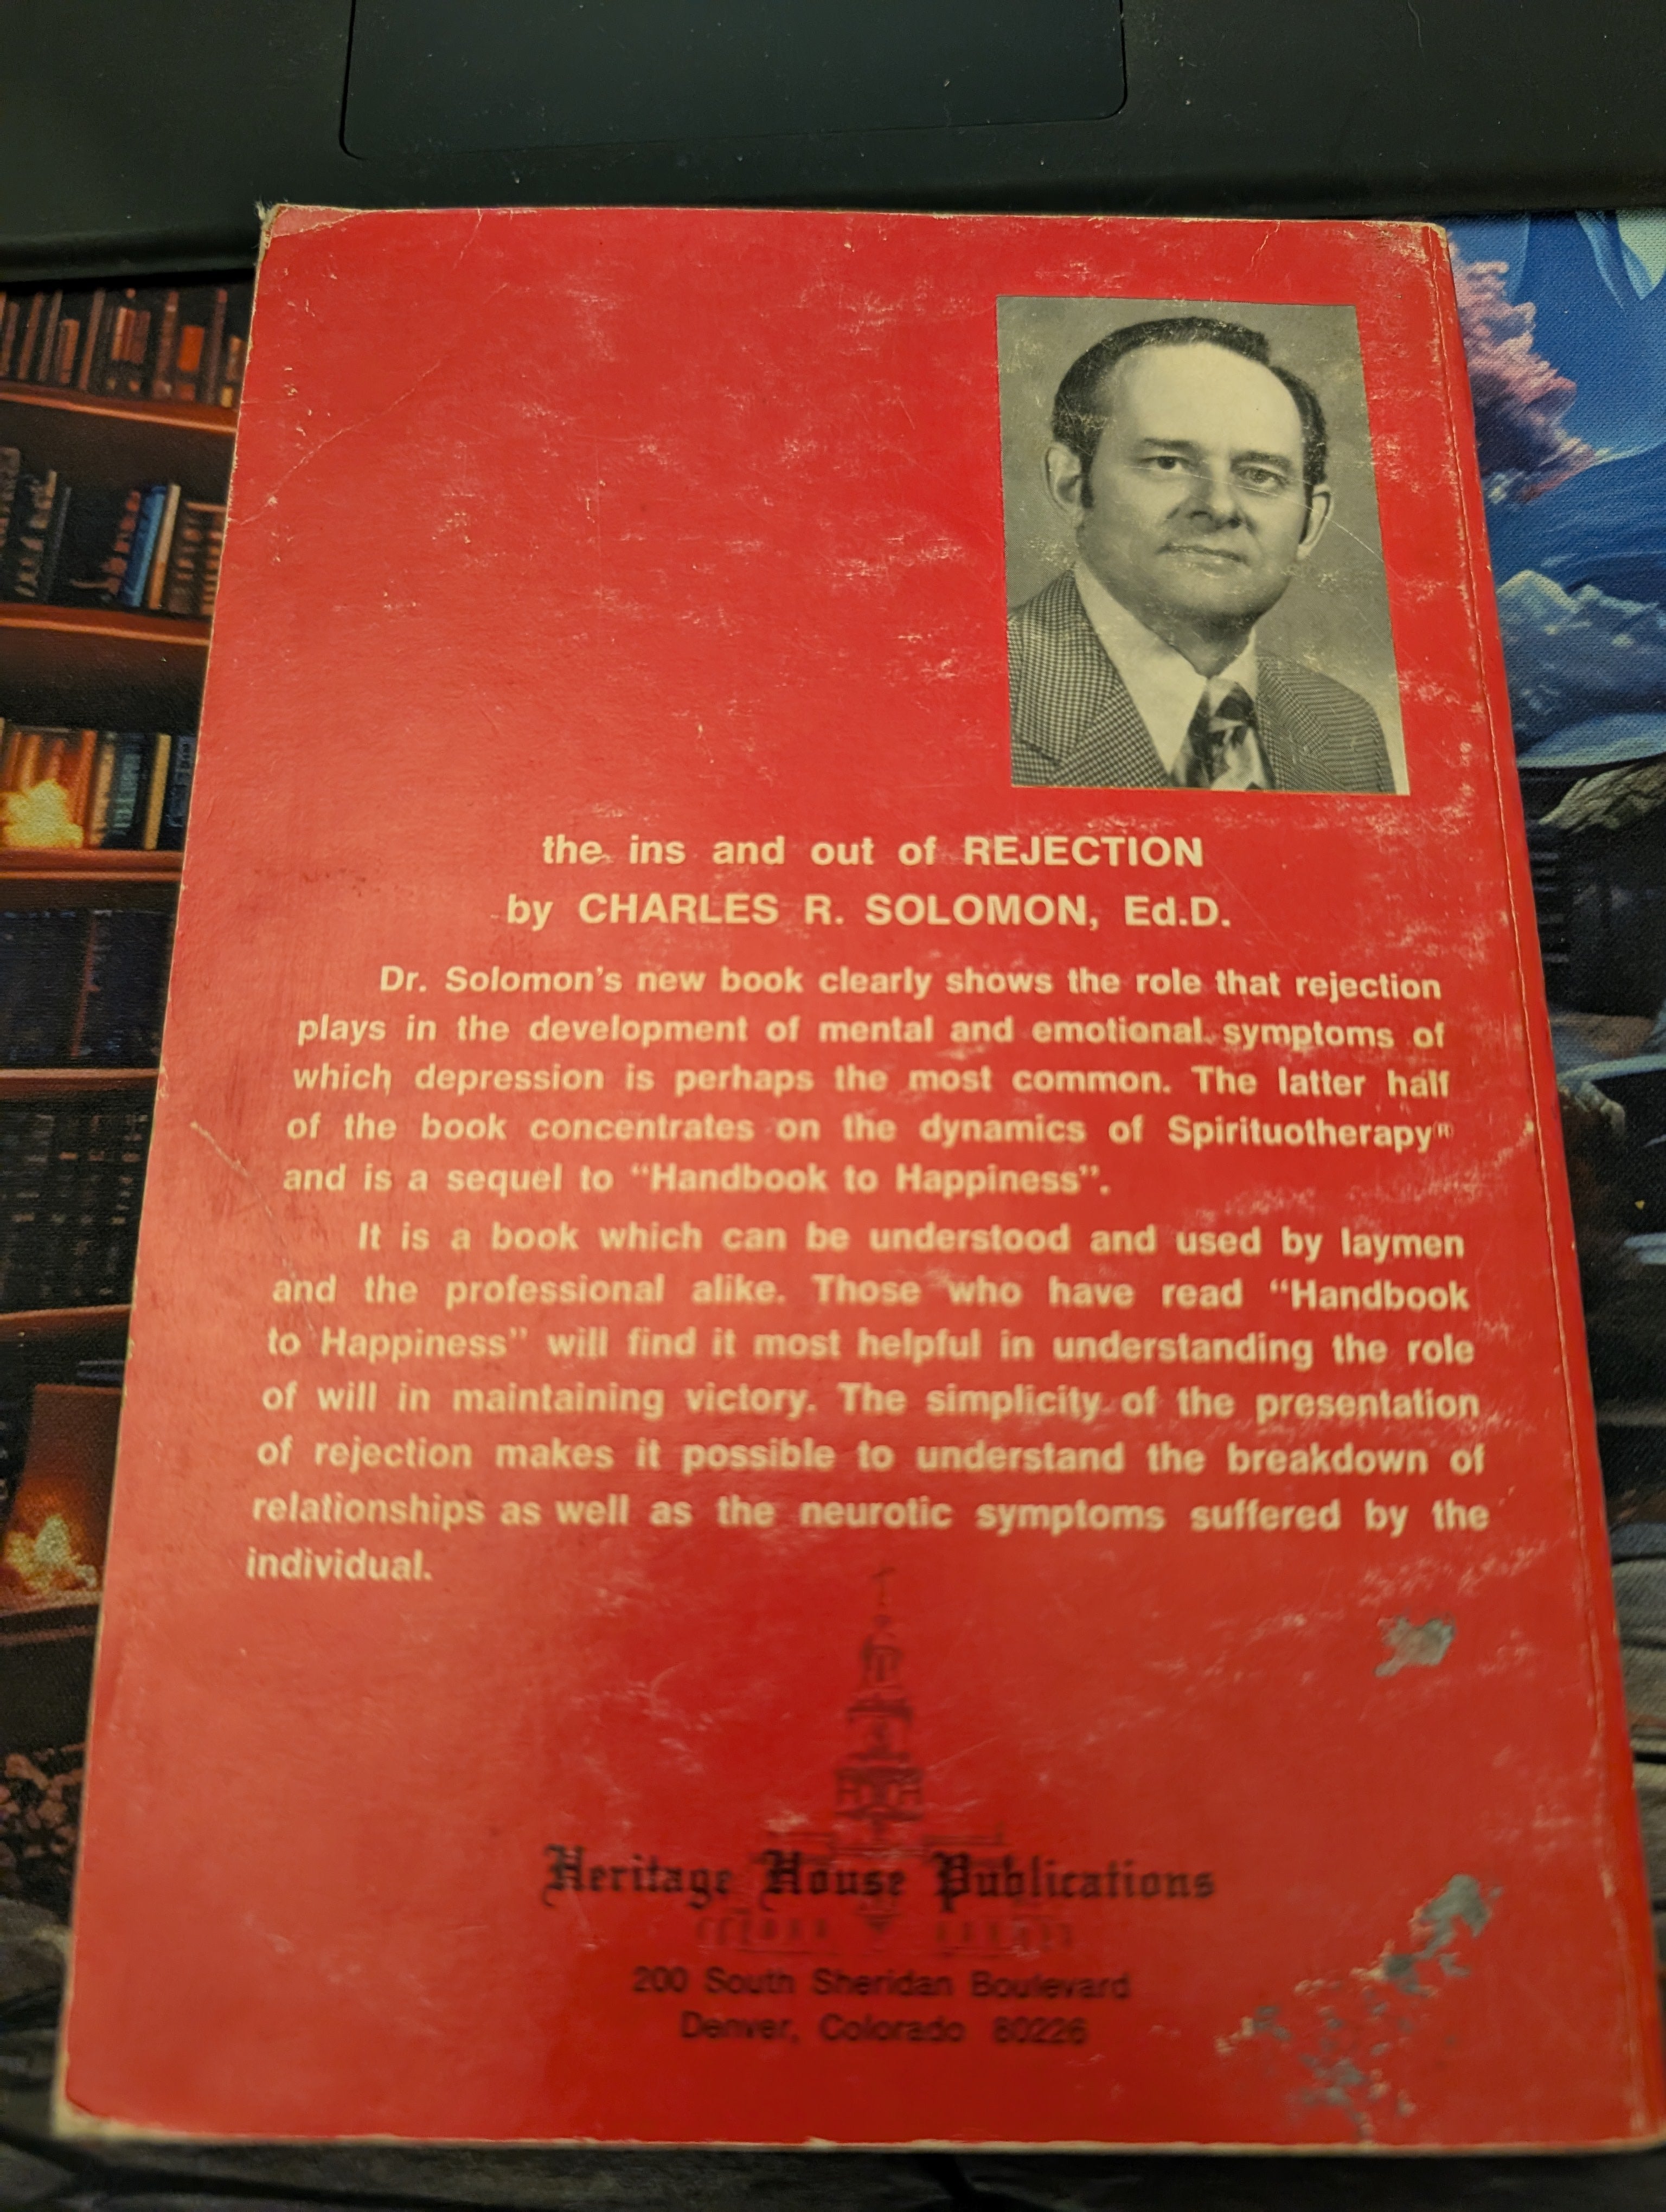 the ins and out of REJECTION
by CHARLES R. SOLOMON, Ed.D.
Dr. Solomon's new book clearly shows the role that rejection
plays in the development of mental and emotional symptoms of
which depression is perhaps the most common. The latter half
of the book concentrates on the dynamics of Spirituotherapy®
and is a sequel to “Handbook to Happiness”.
It is a book which can be understood and used by laymen
and the professional alike. Those who have read “Handbook
to Happiness” will find it most helpful in understanding the role
of will in maintaining victory. The simplicity of the presentation
of rejection makes it possible to understand the breakdown of
relationships as well as the neurotic symptoms suffered by the
individual.
Heritage House Publications
200 South Sheridan Boulevard
Denver, Colorado 80226